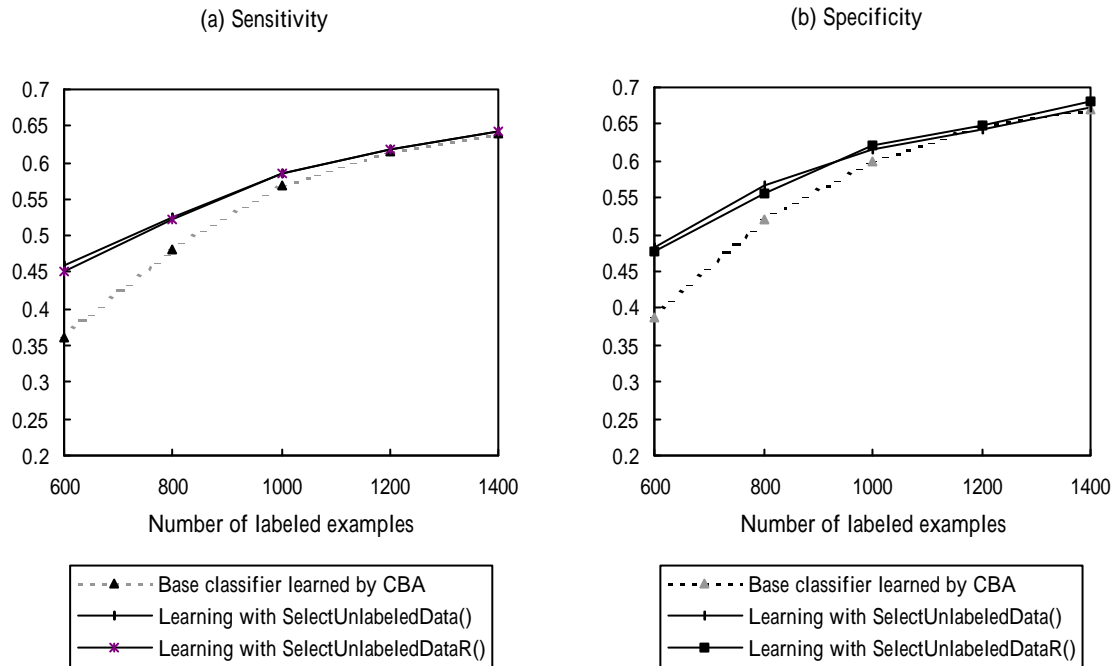 (a) Sensitivity
0.7
0.65
0.6
0.55
0.5
0.45
0.4
0.35
0.3
0.25
0.2
600 800 1000 1200 1400
Number of labeled examples
Base classifier learned by CBA
Learning with SelectUnlabeledData()
Learning with SelectUnlabeledDataR()
(b) Specificity
0.7
0.65
0.6
0.55
0.5
0.45
0.4
0.35
0.3
0.25
0.2
600 800 1000 1200 1400
Number of labeled examples
Base classifier learned by CBA
Learning with SelectUnlabeledData()
Learning with SelectUnlabeledDataR()